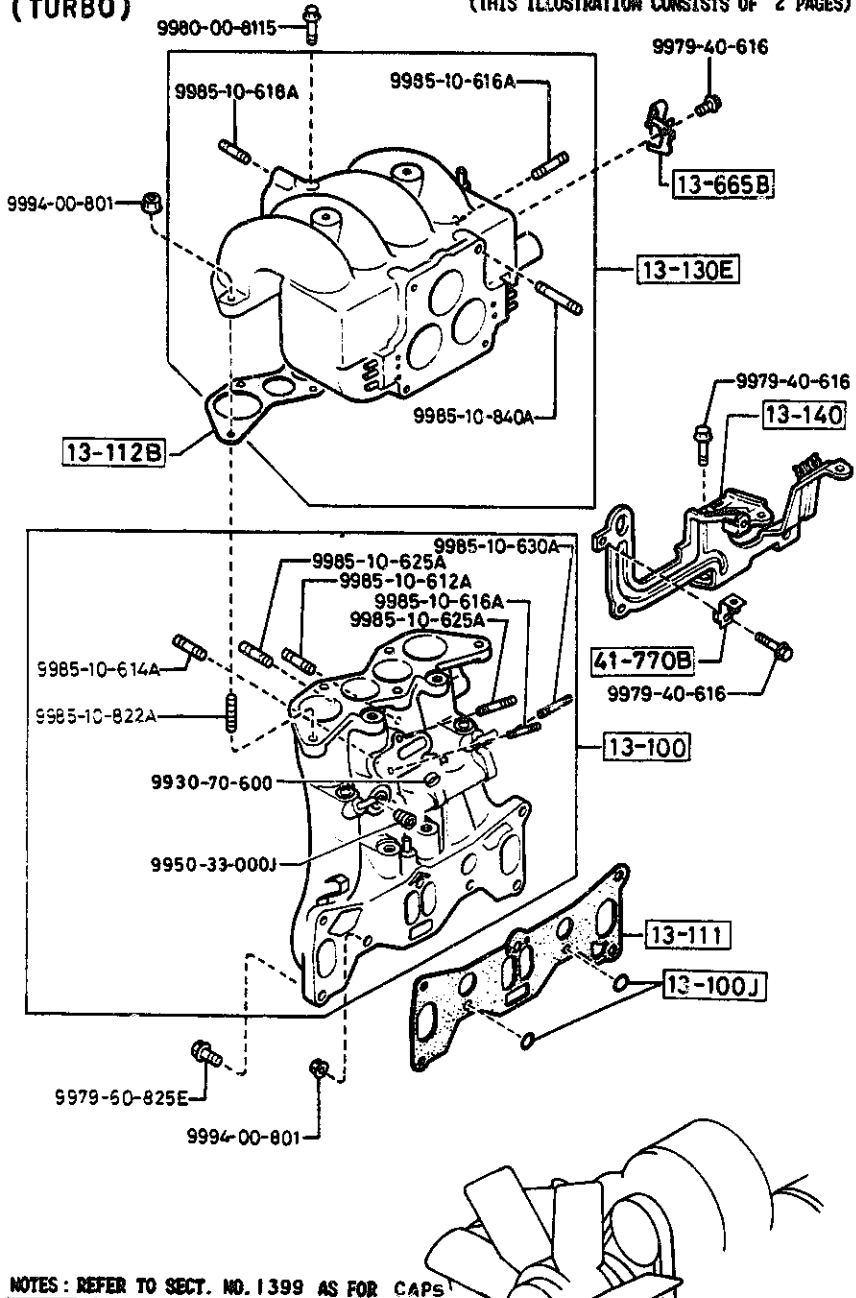 (TURBO)
(THIS ILLUSTRATION CONSISTS OF 2 PAGES)
9980-00-8115
9979-40-616
9985-10-618A
9985-10-616A
13-665B
9994-00-801
13-130E
9979-40-616
9985-10-840A
13-140
13-112B
9985-10-630A
9985-10-625A
9985-10-612A
9985-10-616A
9985-10-625A
9985-10-614A
41-770B
9979-40-616
9985-10-822A
13-100
9930-70-600
9950-33-000J
13-111
13-100J
9979-60-825E
9994-00-801
NOTES : REFER TO SECT. NO. 1399 AS FOR CAPS